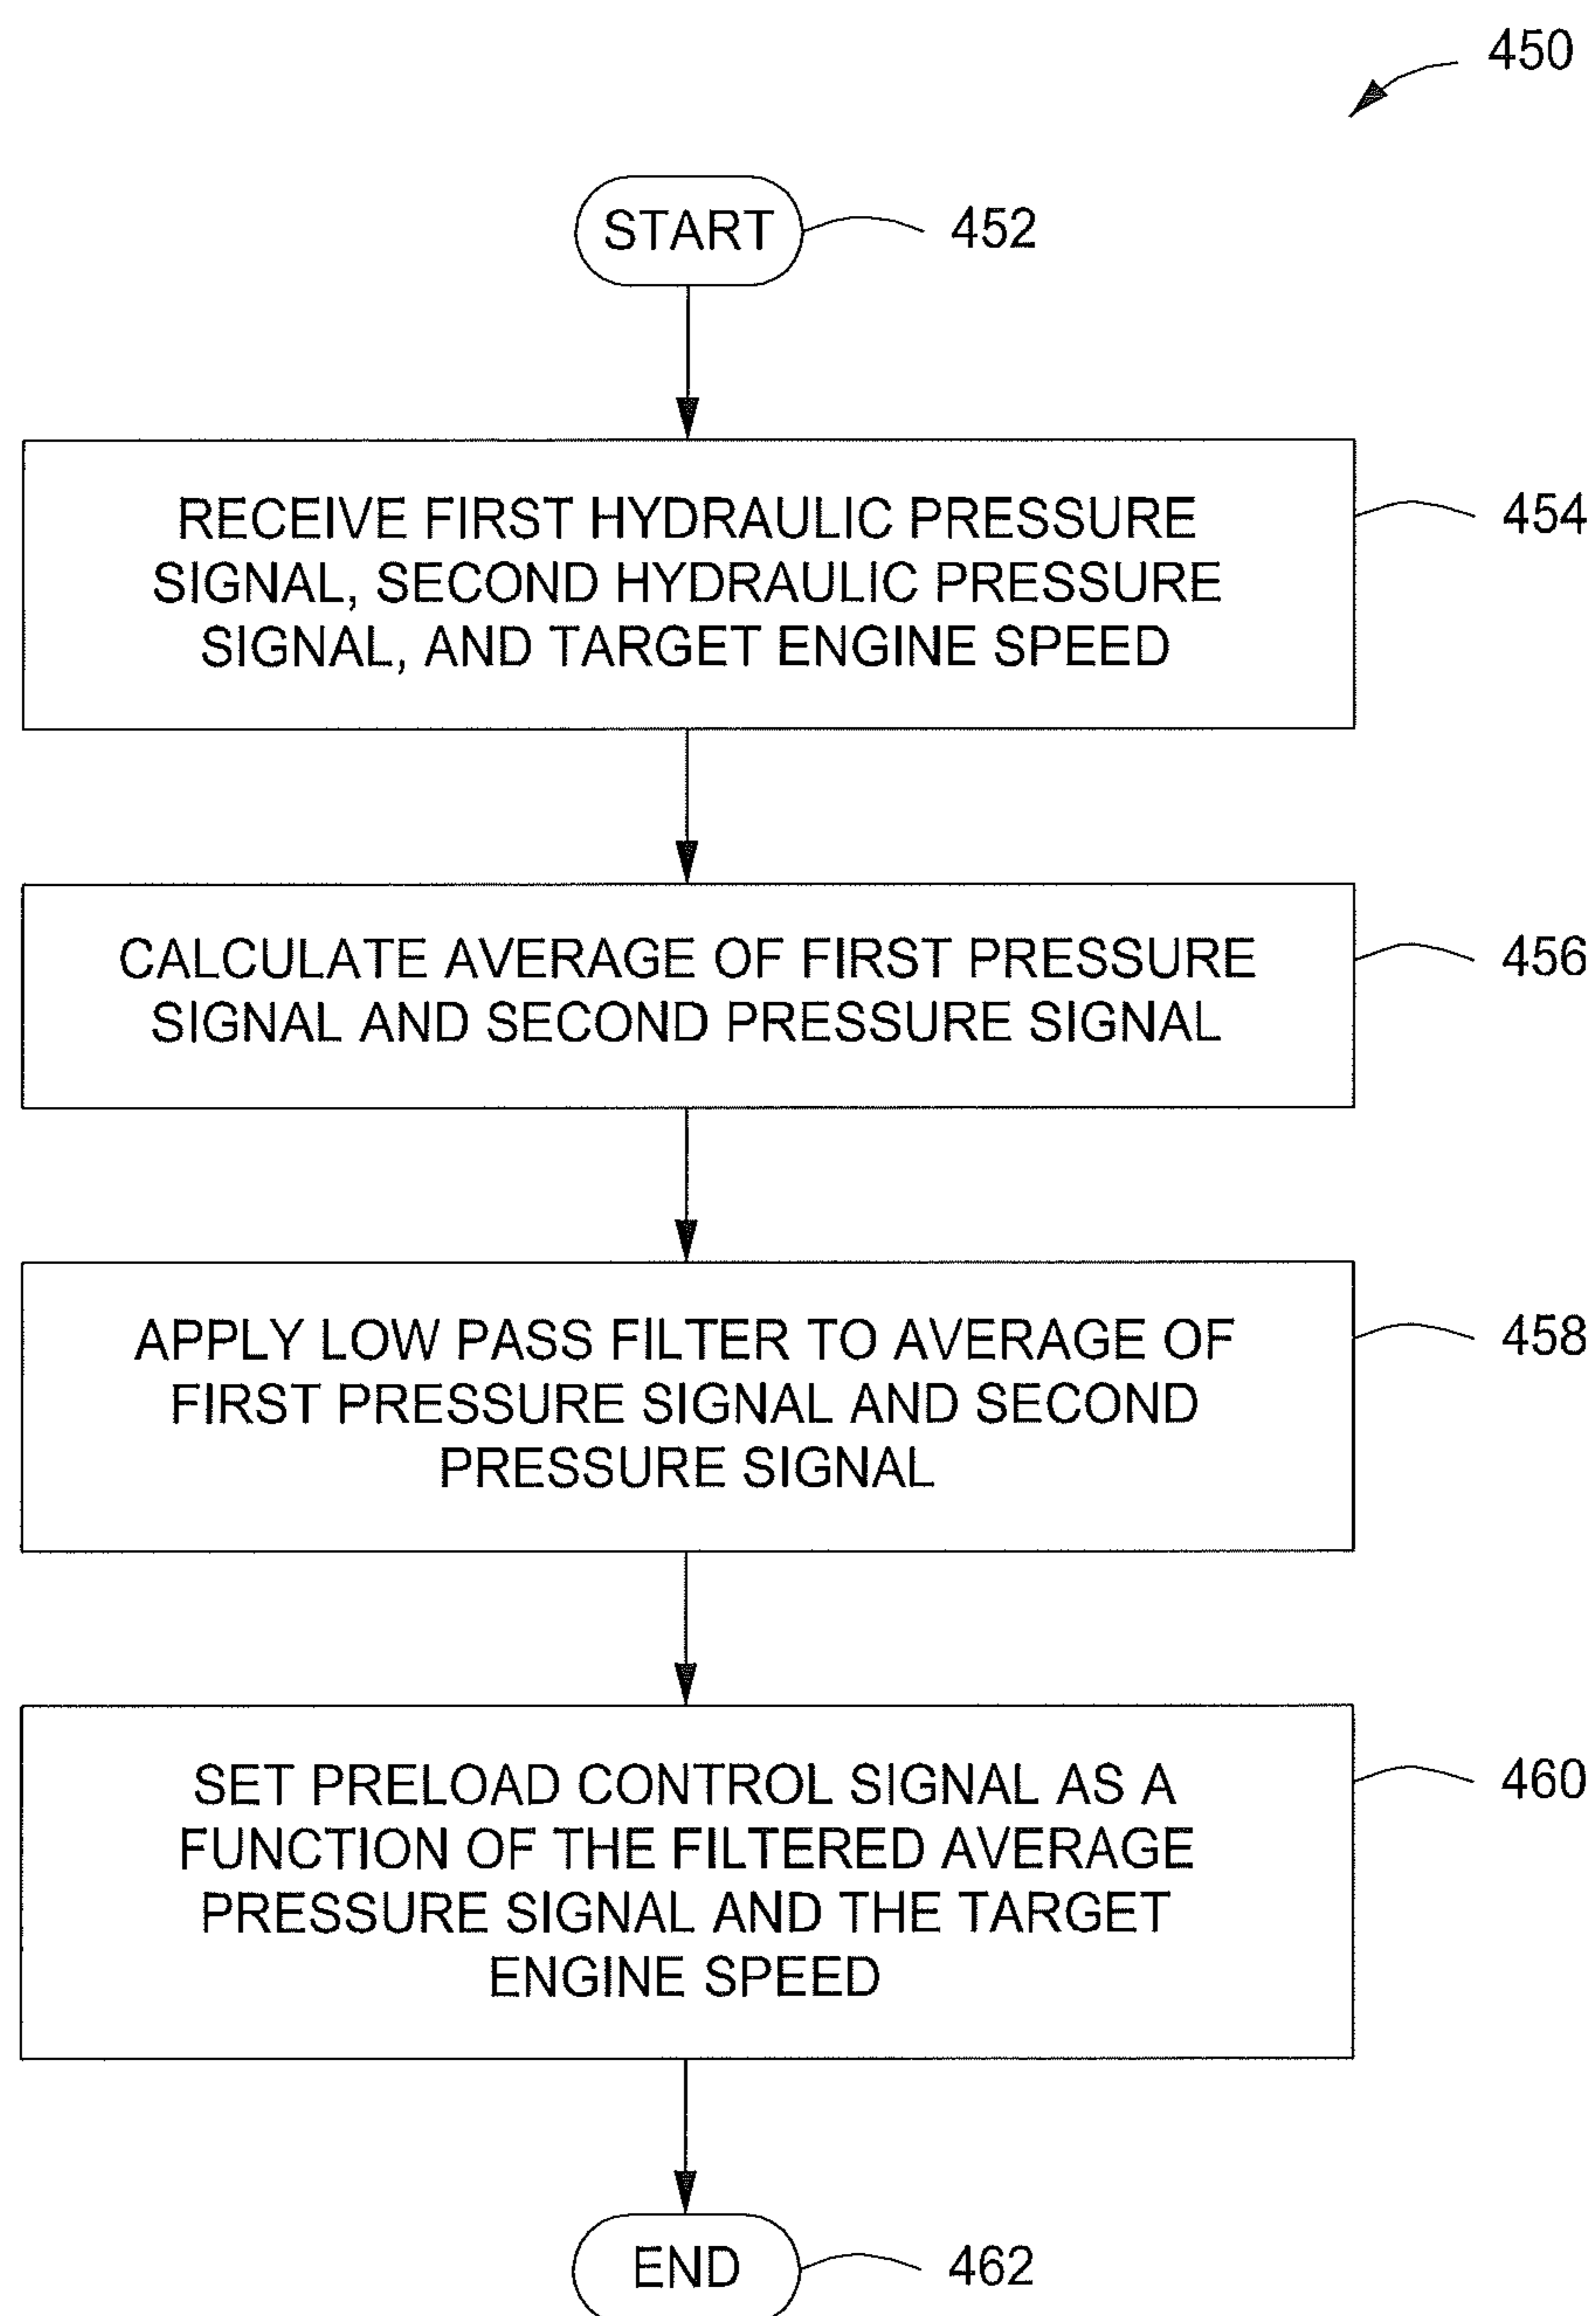 450
START
452
RECEIVE FIRST HYDRAULIC PRESSURE
SIGNAL, SECOND HYDRAULIC PRESSURE
SIGNAL, AND TARGET ENGINE SPEED
454
CALCULATE AVERAGE OF FIRST PRESSURE
SIGNAL AND SECOND PRESSURE SIGNAL
456
APPLY LOW PASS FILTER TO AVERAGE OF
FIRST PRESSURE SIGNAL AND SECOND
PRESSURE SIGNAL
458
SET PRELOAD CONTROL SIGNAL AS A
FUNCTION OF THE FILTERED AVERAGE
PRESSURE SIGNAL AND THE TARGET
ENGINE SPEED
460
END
462